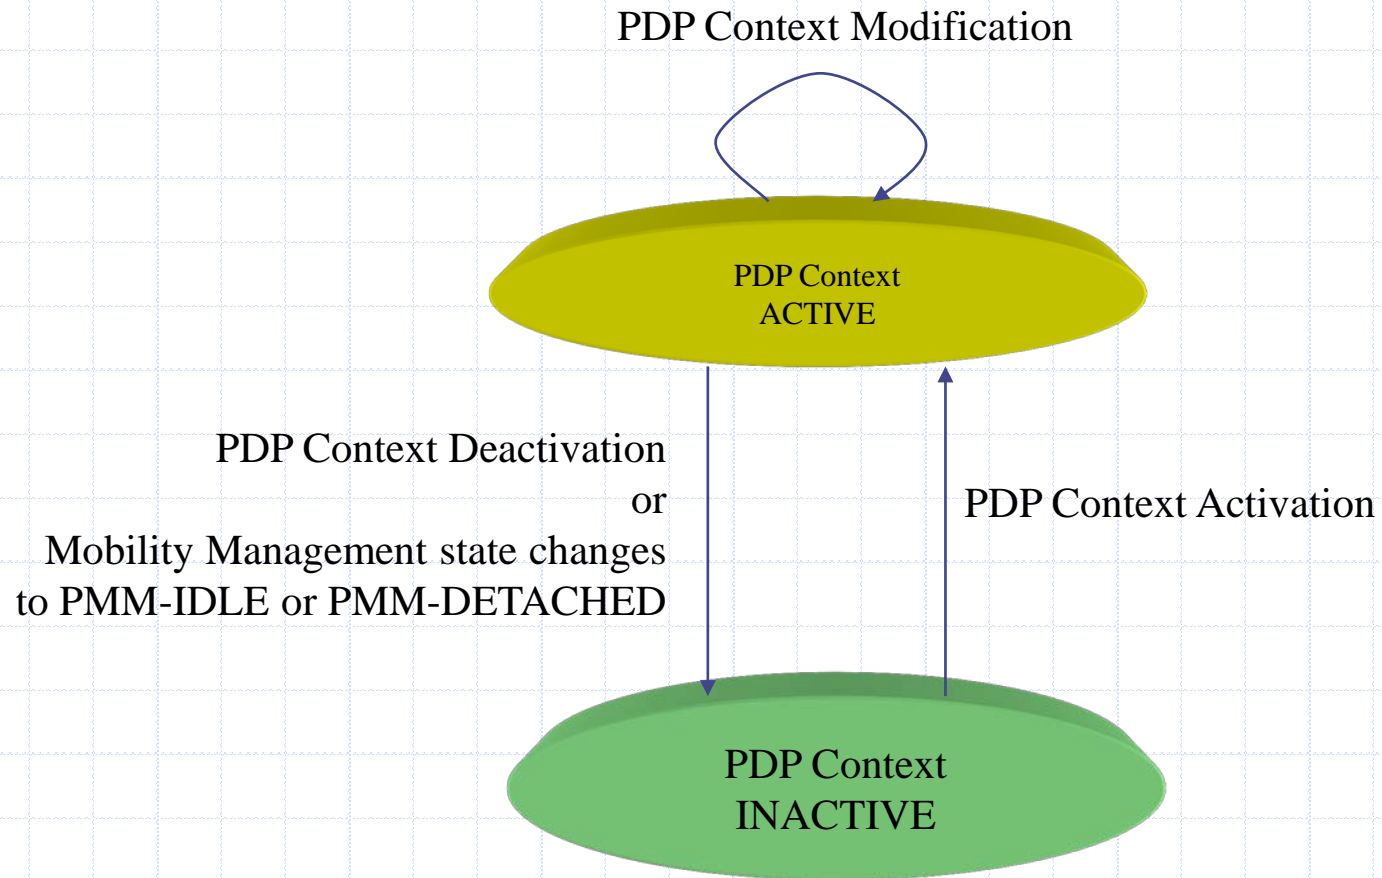 PDP Context Modification
PDP Context
ACTIVE
PDP Context Deactivation
or
Mobility Management state changes
to PMM-IDLE or PMM-DETACHED
PDP Context Activation
PDP Context
INACTIVE